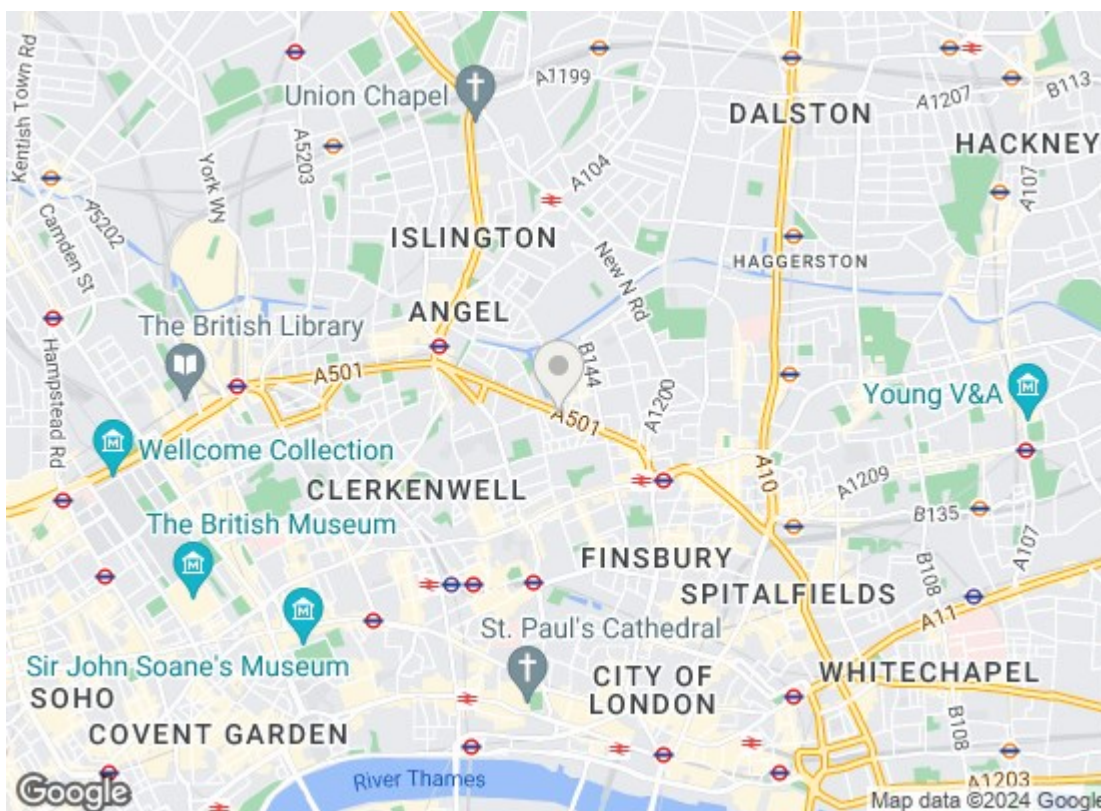 Kentish Town Rd
York Wy
A5203
Union Chapel
A1199
DALSTON
A1207
B113
HACKNEY
A107
A104
A5202
Camden St
ISLINGTON
New N Rd
HAGGERSTON
ANGEL
The British Library
Hampstead Rd
A501
B144
A501
A1200
Young V&A
Wellcome Collection
A10
A1209
CLERKENWELL
B135
The British Museum
A107
FINSBURY
B108
SPITALFIELDS
A11
St. Paul's Cathedral
Sir John Soane's Museum
CITY OF
LONDON
WHITECHAPEL
SOHO
COVENT GARDEN
B108
River Thames
A1203
Google
Map data ©2024 Google